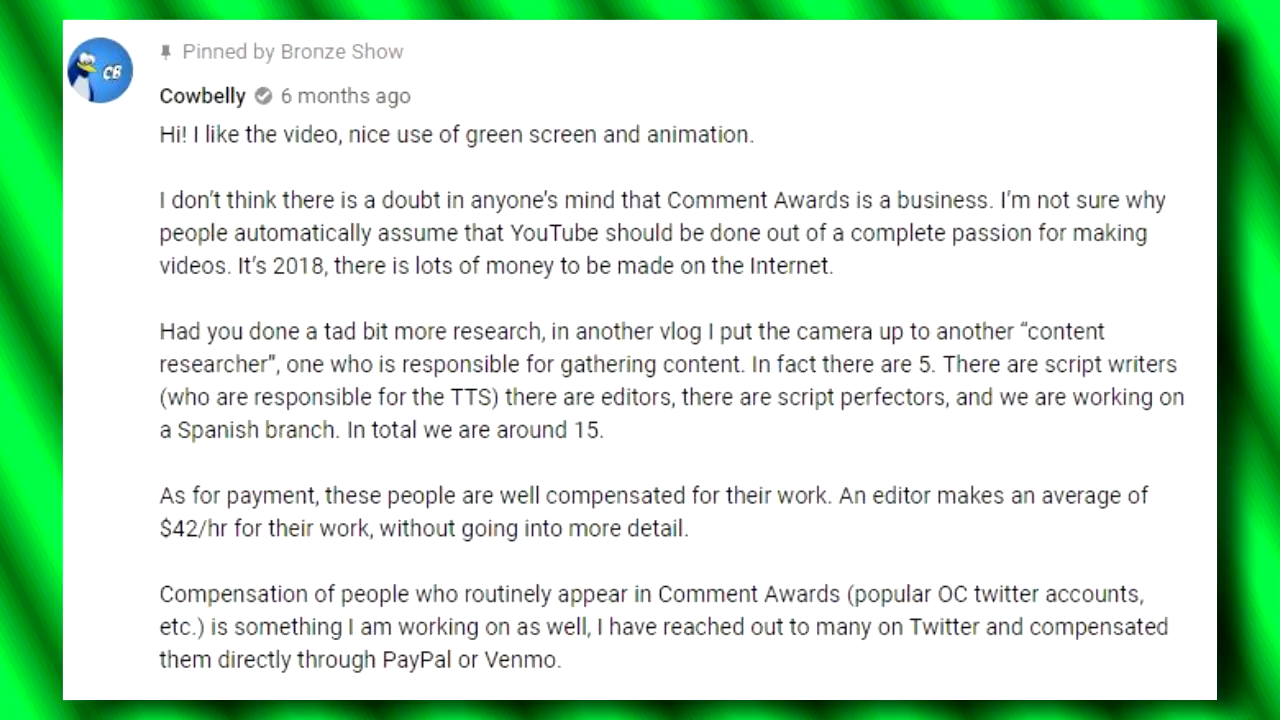 Pinned by Bronze Show
CB
Cowbelly 6 months ago
Hi! I like the video, nice use of green screen and animation.
I don’t think there is a doubt in anyone’s mind that Comment Awards is a business. I’m not sure why
people automatically assume that YouTube should be done out of a complete passion for making
videos. It’s 2018, there is lots of money to be made on the Internet.
Had you done a tad bit more research, in another vlog I put the camera up to another “content
researcher”, one who is responsible for gathering content. In fact there are 5. There are script writers
(who are responsible for the TTS) there are editors, there are script perfectors, and we are working on
a Spanish branch. In total we are around 15.
As for payment, these people are well compensated for their work. An editor makes an average of
$42/hr for their work, without going into more detail.
Compensation of people who routinely appear in Comment Awards (popular OC twitter accounts,
etc.) is something I am working on as well, I have reached out to many on Twitter and compensated
them directly through PayPal or Venmo.